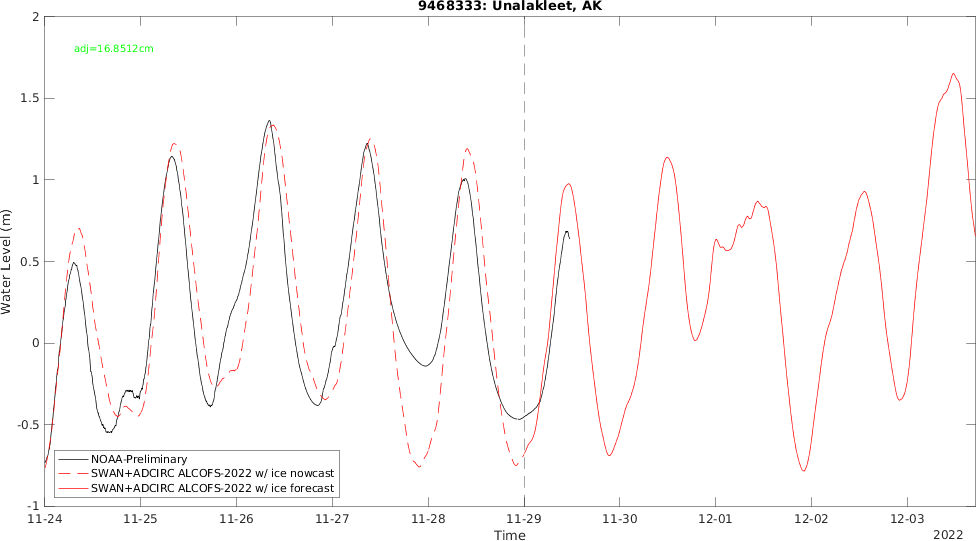 9468333: Unalakleet, AK
adj=16.8512cm
2
1.5
1
0.5
0
-0.5
-1
Water Level (m)
NOAA-Preliminary
SWAN+ADCIRC ALCOFS-2022 w/ ice nowcast
SWAN+ADCIRC ALCOFS-2022 w/ ice forecast
11-24 11-25 11-26 11-27 11-28 11-29 11-30 12-01 12-02 12-03
Time
2022